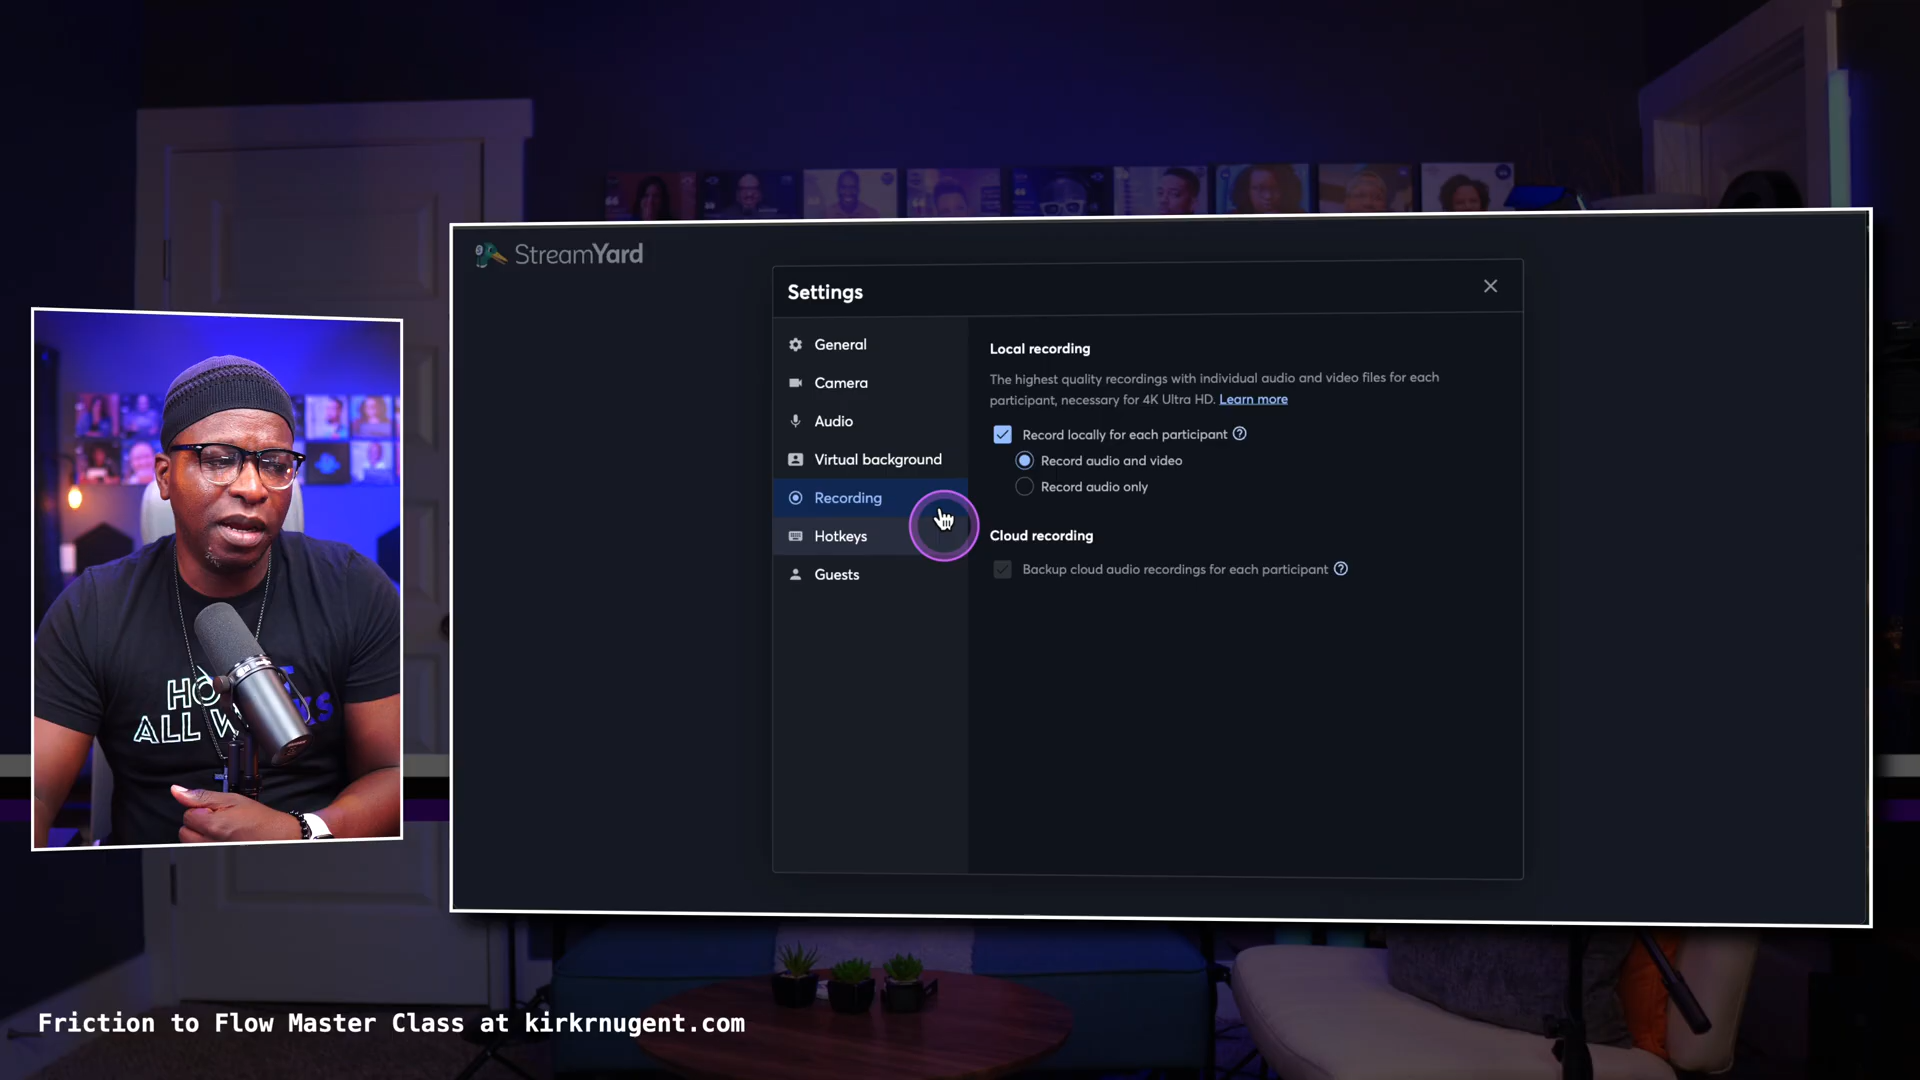 StreamYard
Settings
General
Camera
Audio
Virtual background
Recording
Hotkeys
Guests
Local recording
The highest quality recordings with individual audio and video files for each
participant, necessary for 4K Ultra HD. Learn more
Record locally for each participant
Record audio and video
Record audio only
Cloud recording
Backup cloud audio recordings for each participant
ALL
Friction to Flow Master Class at kirkrnugent.com